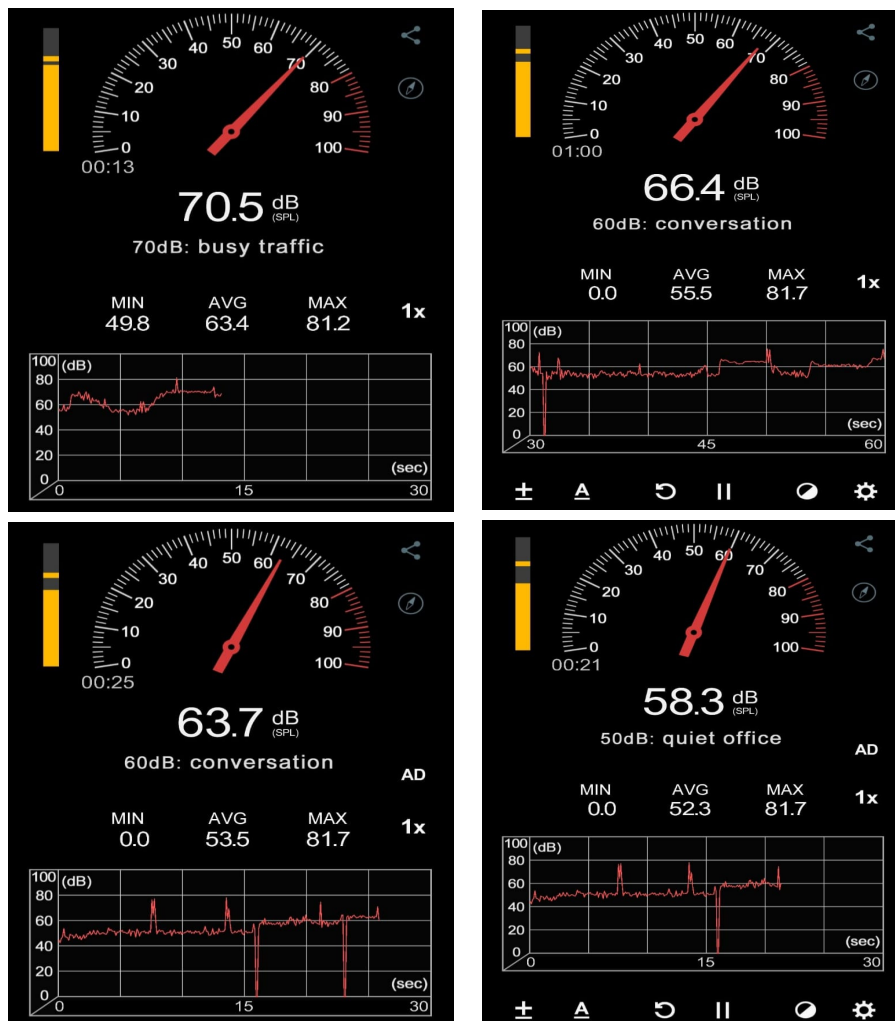 0 10 20 30 40 50 60 70 80 90 100
00:13
70.5 dB
(SPL)
70dB: busy traffic
MIN AVG MAX
49.8 63.4 81.2 1x
100 (dB)
80
60
40
20
0 (sec)
0 15 30
0 10 20 30 40 50 60 70 80 90 100
01:00
66.4 dB
(SPL)
60dB: conversation
MIN AVG MAX
0.0 55.5 81.7 1x
100 (dB)
80
60
40
20
0 (sec)
30 45 60
± A
0 10 20 30 40 50 60 70 80 90 100
00:25
63.7 dB
(SPL)
60dB: conversation
AD
MIN AVG MAX
0.0 53.5 81.7 1x
100 (dB)
80
60
40
20
0 (sec)
0 15 30
0 10 20 30 40 50 60 70 80 90 100
00:21
58.3 dB
(SPL)
50dB: quiet office
AD
MIN AVG MAX
0.0 52.3 81.7 1x
100 (dB)
80
60
40
20
0 (sec)
0 15 30
± A